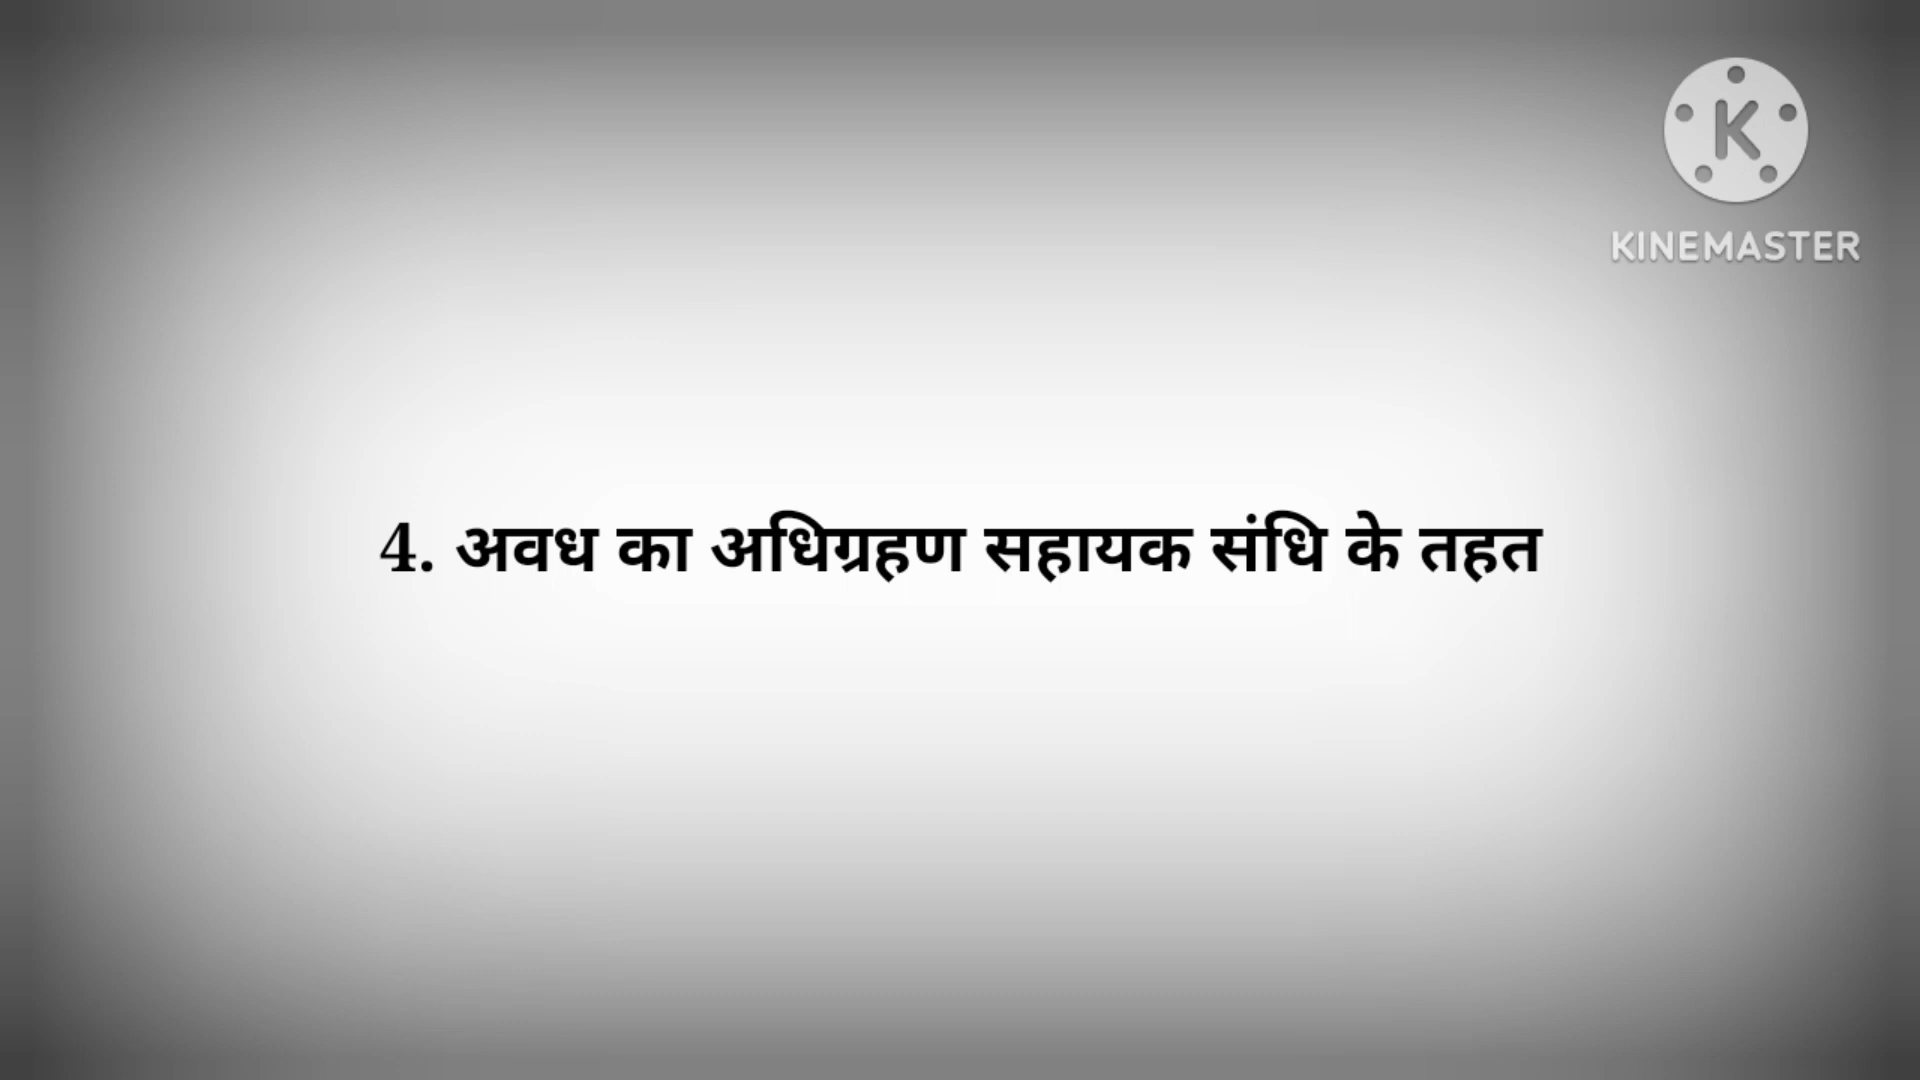 K
KINEMASTER
4. अवध का अधिग्रहण सहायक संधि के तहत